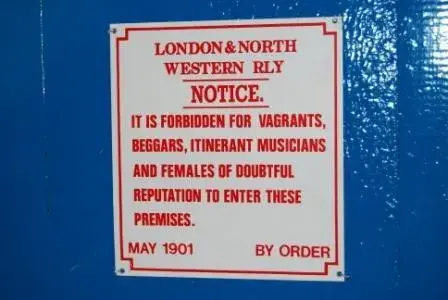 LONDON & NORTH
WESTERN RLY
NOTICE.
IT IS FORBIDDEN FOR VAGRANTS,
BEGGARS, ITINERANT MUSICIANS
AND FEMALES OF DOUBTFUL
REPUTATION TO ENTER THESE
PREMISES.
MAY 1901 BY ORDER